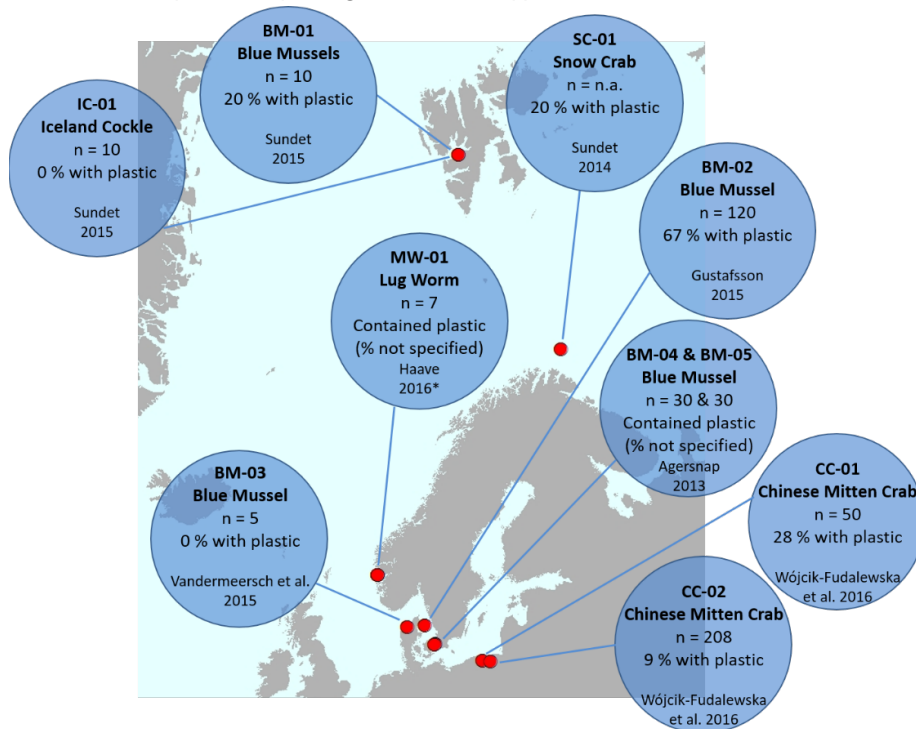 BM-01
Blue Mussels
n = 10
20 % with plastic
Sundet
2015
SC-01
Snow Crab
n = n.a.
20 % with plastic
Sundet
2014
IC-01
Iceland Cockle
n = 10
0 % with plastic
Sundet
2015
BM-02
Blue Mussel
n = 120
67 % with plastic
Gustafsson
2015
MW-01
Lug Worm
n = 7
Contained plastic
(% not specified)
Haave
2016*
BM-04 & BM-05
Blue Mussel
n = 30 & 30
Contained plastic
(% not specified)
Agersnap
2013
BM-03
Blue Mussel
n = 5
0 % with plastic
Vandermeersch et al.
2015
CC-01
Chinese Mitten Crab
n = 50
28 % with plastic
Wójcik-Fudalewska
et al. 2016
CC-02
Chinese Mitten Crab
n = 208
9 % with plastic
Wójcik-Fudalewska
et al. 2016